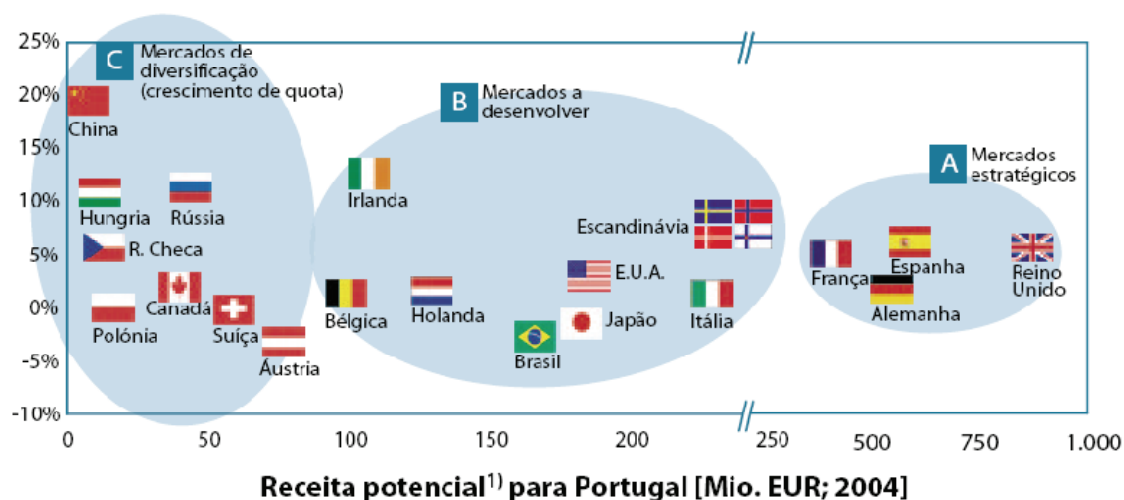 25%
20%
15%
10%
5%
0%
-5%
-10%
C Mercados de
diversificação
(crescimento de quota)
China
Hungria
Rússia
R. Checa
Canadá
Polónia
Suíça
Áustria
B Mercados a
desenvolver
Irlanda
Escandinávia
E.U.A.
Bélgica
Holanda
Itália
Japão
Brasil
A Mercados
estratégicos
França
Espanha
Reino
Unido
Alemanha
0 50 100 150 200 250 500 750 1.000
Receita potencial¹⁾ para Portugal [Mio. EUR; 2004]